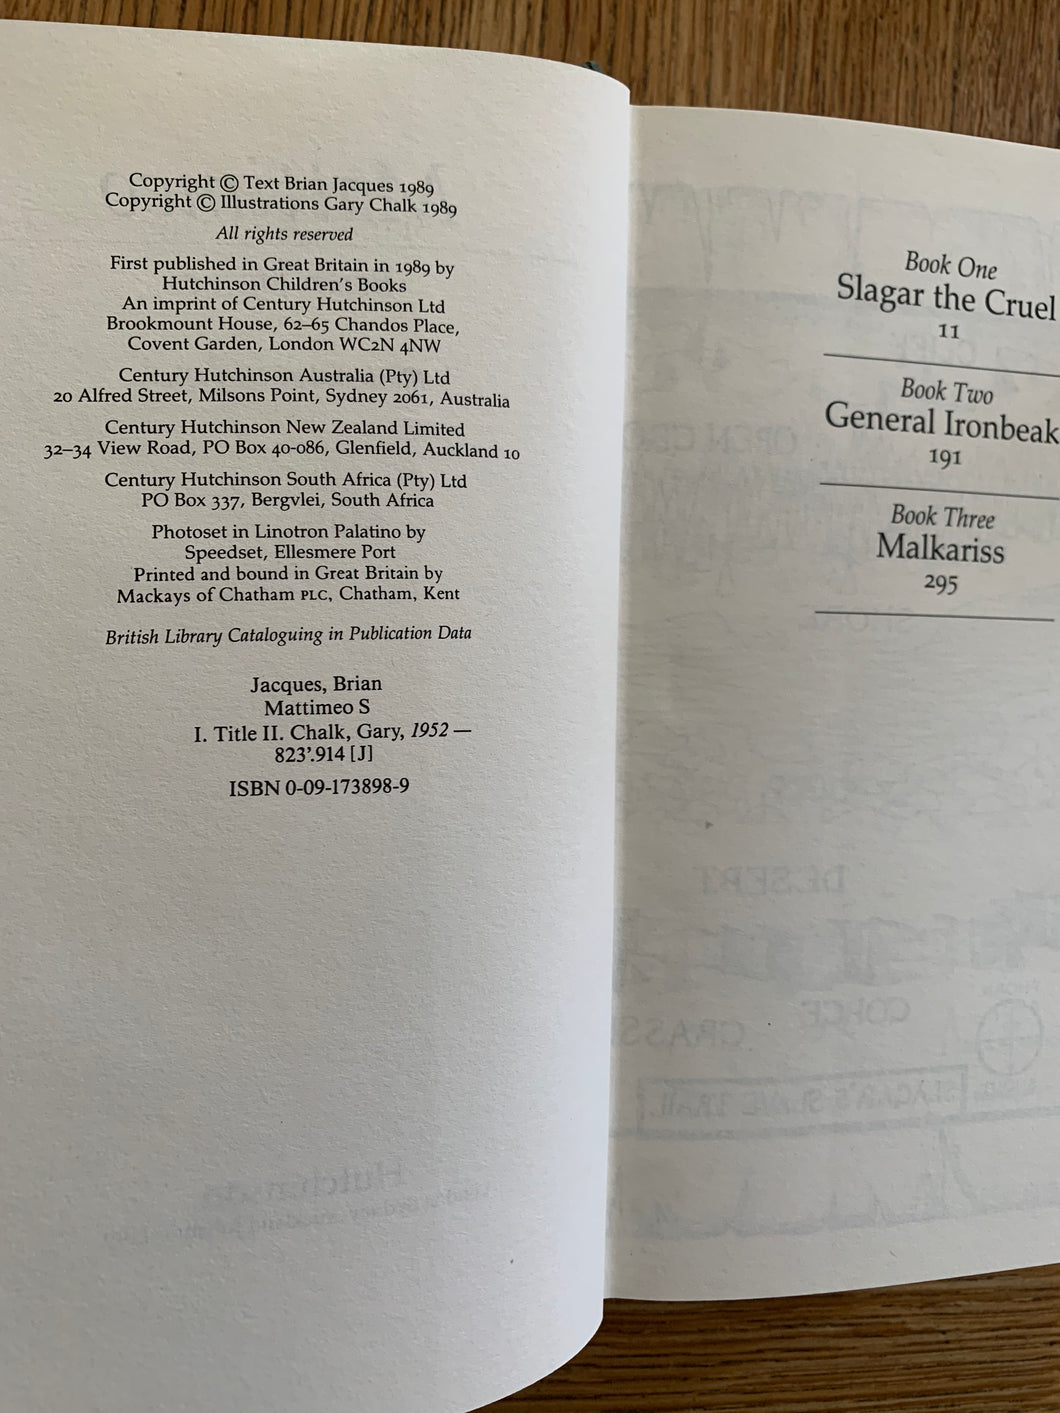 Copyright © Text Brian Jacques 1989
Copyright © Illustrations Gary Chalk 1989
All rights reserved
First published in Great Britain in 1989 by
Hutchinson Children's Books
An imprint of Century Hutchinson Ltd
Brookmount House, 62–65 Chandos Place,
Covent Garden, London WC2N 4NW
Century Hutchinson Australia (Pty) Ltd
20 Alfred Street, Milsons Point, Sydney 2061, Australia
Century Hutchinson New Zealand Limited
32–34 View Road, PO Box 40-086, Glenfield, Auckland 10
Century Hutchinson South Africa (Pty) Ltd
PO Box 337, Bergvlei, South Africa
Photoset in Linotron Palatino by
Speedset, Ellesmere Port
Printed and bound in Great Britain by
Mackays of Chatham PLC, Chatham, Kent
British Library Cataloguing in Publication Data
Jacques, Brian
Mattimeo S
I. Title II. Chalk, Gary, 1952 —
823'.914 [J]
ISBN 0-09-173898-9
Book One
Slagar the Cruel
11
Book Two
General Ironbeak
191
Book Three
Malkariss
295
DESERT
GORGE
GRASS
SLAGAR'S SLAVE TRAIL
Hutchinson